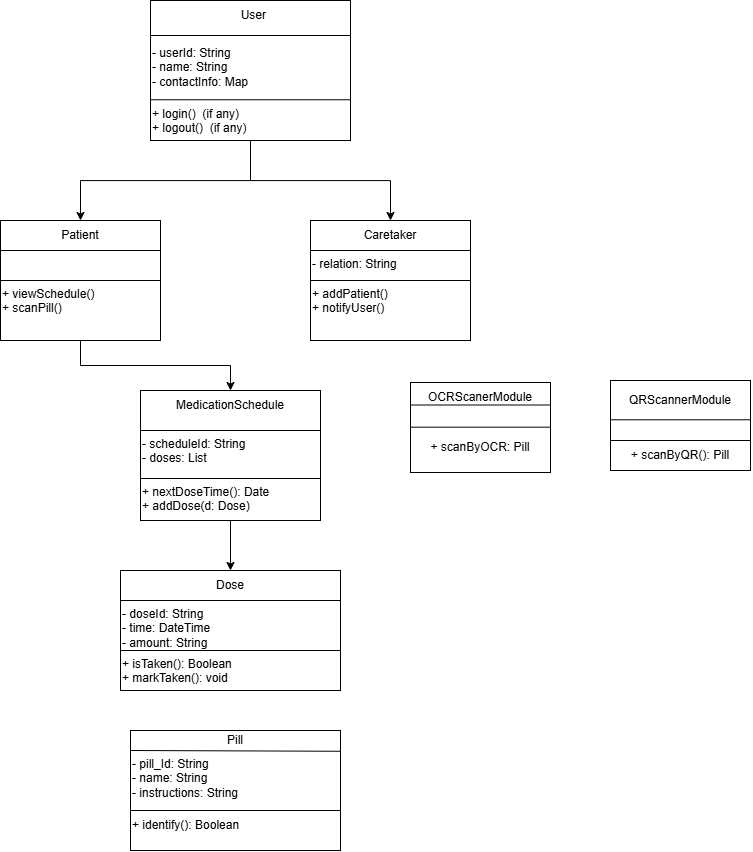 User
- userId: String
- name: String
- contactInfo: Map
+ login()  (if any)
+ logout()  (if any)
Patient
+ viewSchedule()
+ scanPill()
Caretaker
- relation: String
+ addPatient()
+ notifyUser()
MedicationSchedule
- scheduleId: String
- doses: List
+ nextDoseTime(): Date
+ addDose(d: Dose)
OCRScanerModule
+ scanByOCR: Pill
QRScannerModule
+ scanByQR(): Pill
Dose
- doseId: String
- time: DateTime
- amount: String
+ isTaken(): Boolean
+ markTaken(): void
Pill
- pill_Id: String
- name: String
- instructions: String
+ identify(): Boolean